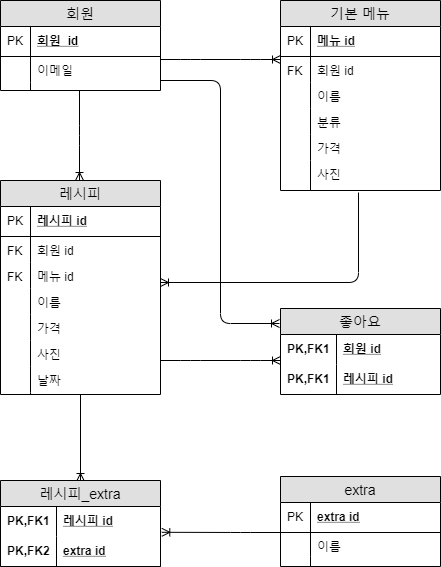 회원
PK 회원_id
이메일
기본 메뉴
PK 메뉴 id
FK 회원 id
이름
분류
가격
사진
레시피
PK 레시피 id
FK 회원 id
FK 메뉴 id
이름
가격
사진
날짜
좋아요
PK,FK1 회원 id
PK,FK1 레시피 id
레시피_extra
PK,FK1 레시피 id
PK,FK2 extra id
extra
PK extra id
이름